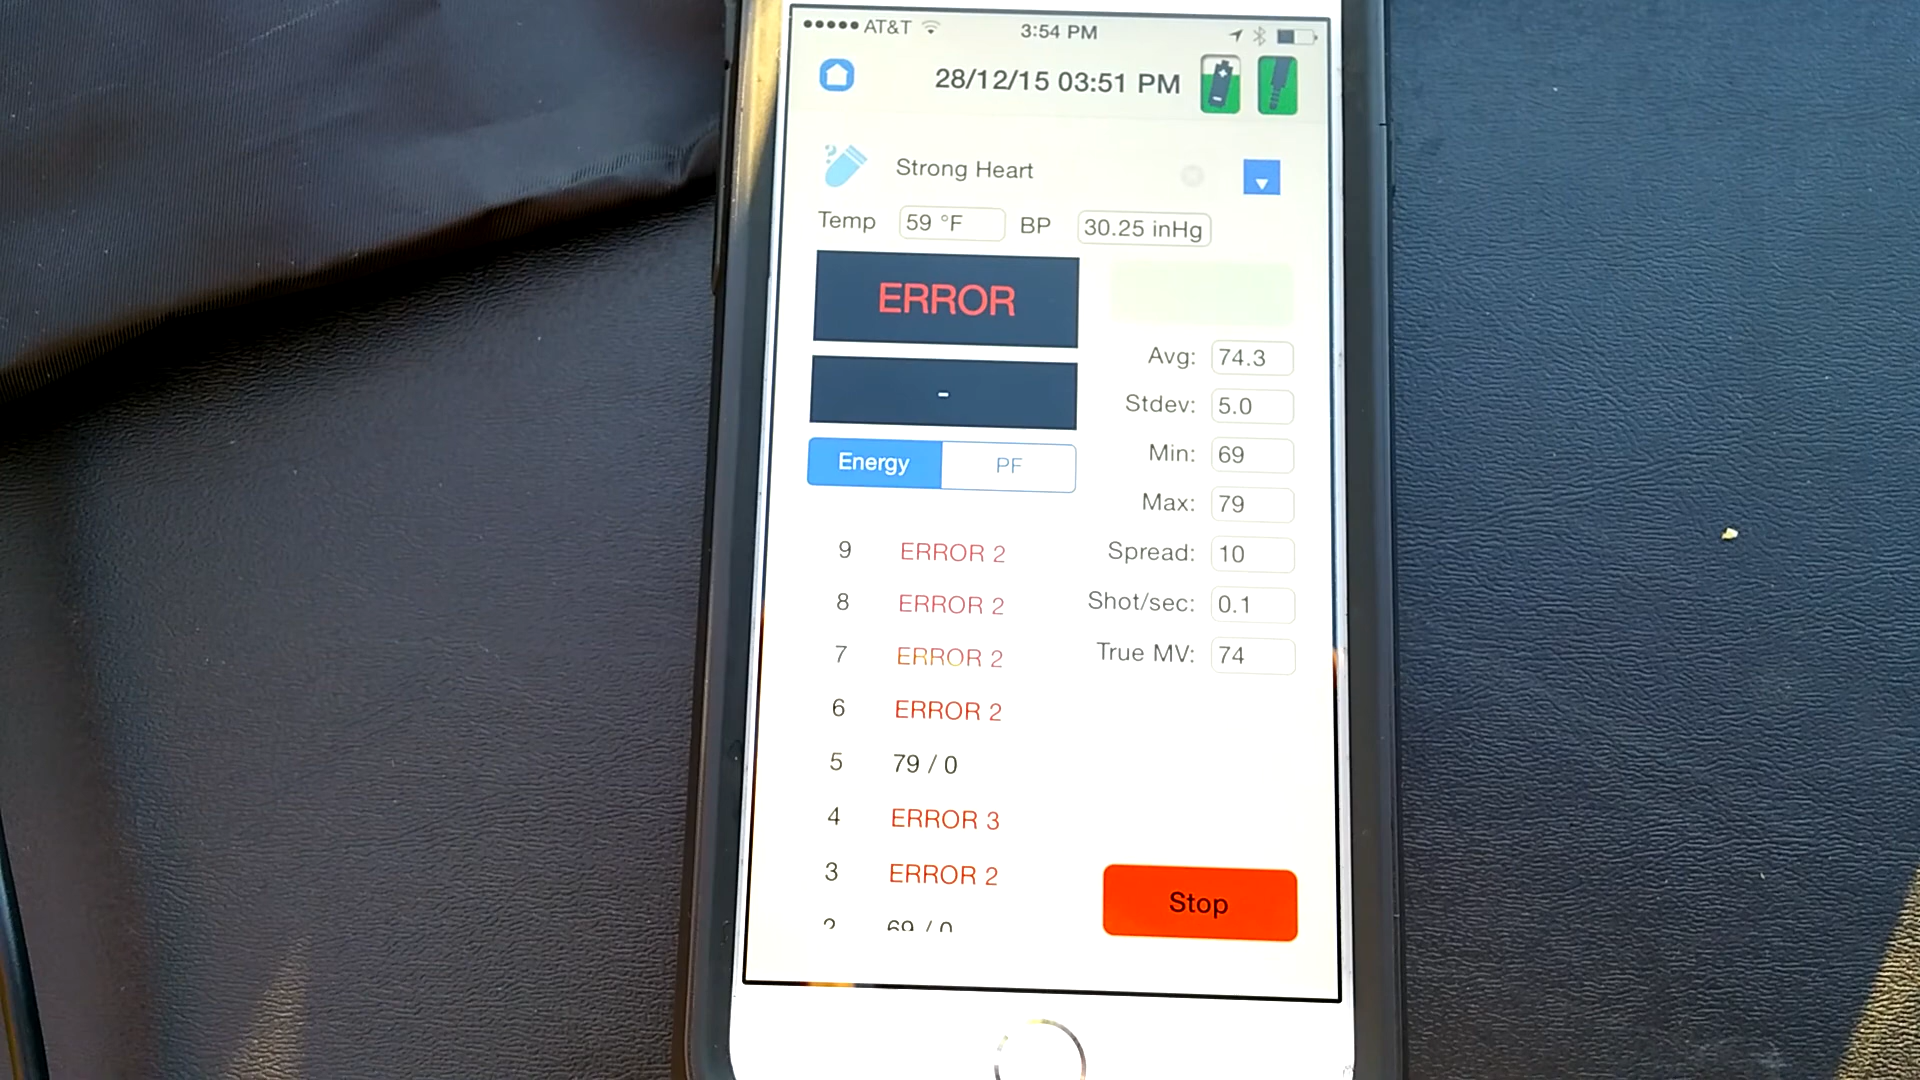 AT&T 3:54 PM
28/12/15 03:51 PM
? Strong Heart
Temp 59 °F BP 30.25 inHg
ERROR
-
Energy PF
Avg: 74.3
Stdev: 5.0
Min: 69
Max: 79
Spread: 10
Shot/sec: 0.1
True MV: 74
9 ERROR 2
8 ERROR 2
7 ERROR 2
6 ERROR 2
5 79 / 0
4 ERROR 3
3 ERROR 2
2 69 / 0
Stop